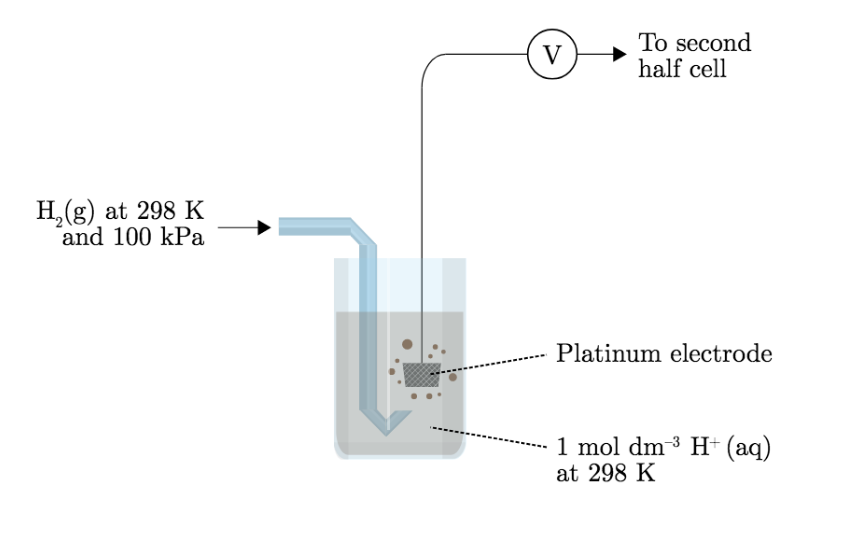 V
To second
half cell
H₂(g) at 298 K
and 100 kPa
Platinum electrode
1 mol dm⁻³ H⁺ (aq)
at 298 K